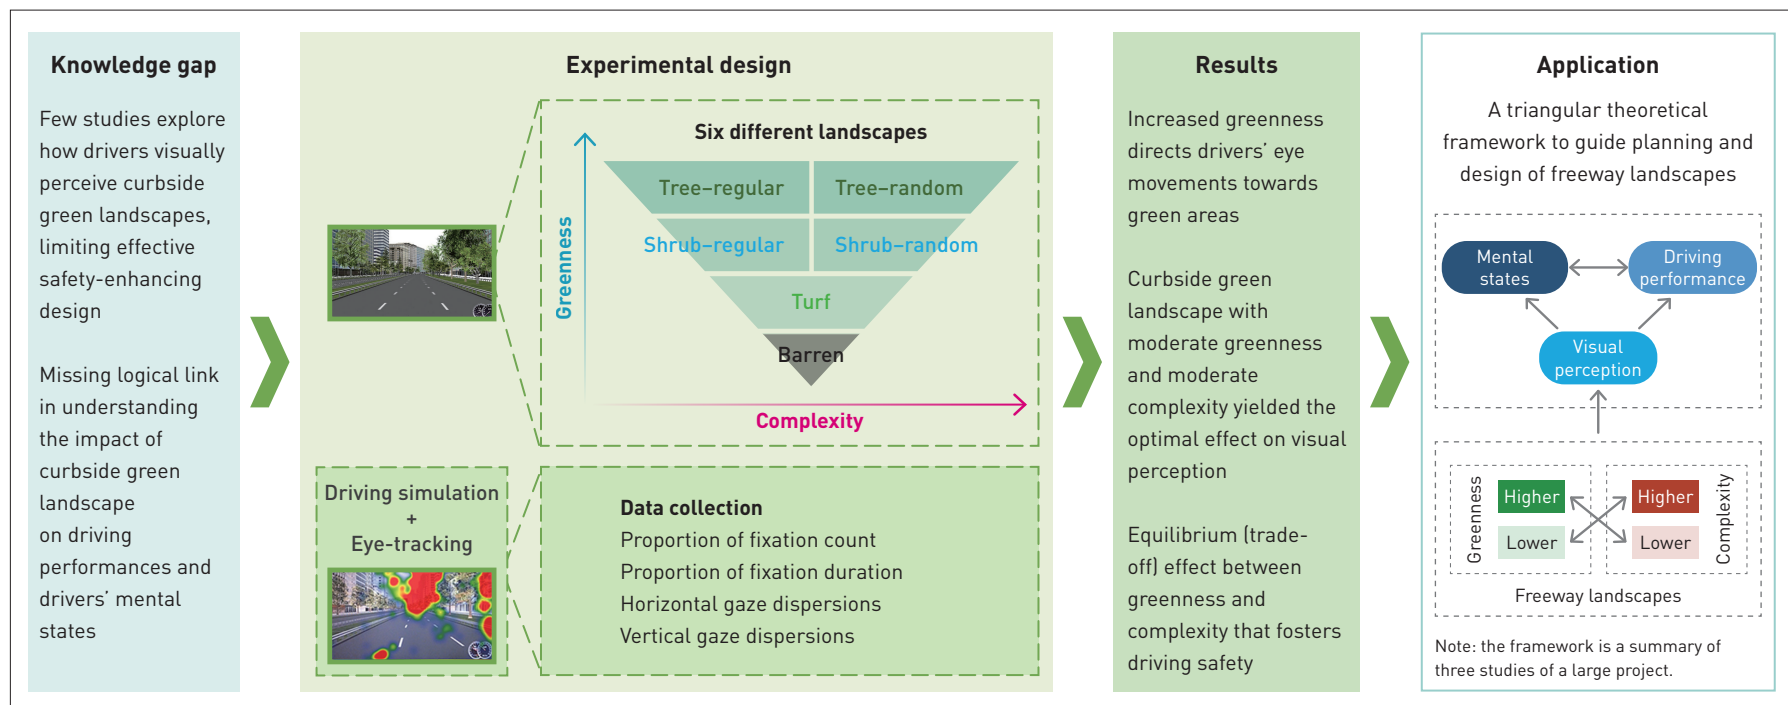 Knowledge gap
Few studies explore
how drivers visually
perceive curbside
green landscapes,
limiting effective
safety-enhancing
design
Missing logical link
in understanding
the impact of
curbside green
landscape
on driving
performances and
drivers’ mental
states
Experimental design
Six different landscapes
Greenness
Tree–regular
Tree–random
Shrub–regular
Shrub–random
Turf
Barren
Complexity
Driving simulation
+
Eye-tracking
Data collection
Proportion of fixation count
Proportion of fixation duration
Horizontal gaze dispersions
Vertical gaze dispersions
Results
Increased greenness
directs drivers’ eye
movements towards
green areas
Curbside green
landscape with
moderate greenness
and moderate
complexity yielded the
optimal effect on visual
perception
Equilibrium (trade-
off) effect between
greenness and
complexity that fosters
driving safety
Application
A triangular theoretical
framework to guide planning and
design of freeway landscapes
Mental
states
Driving
performance
Visual
perception
Greenness
Higher
Lower
Higher
Lower
Complexity
Freeway landscapes
Note: the framework is a summary of
three studies of a large project.